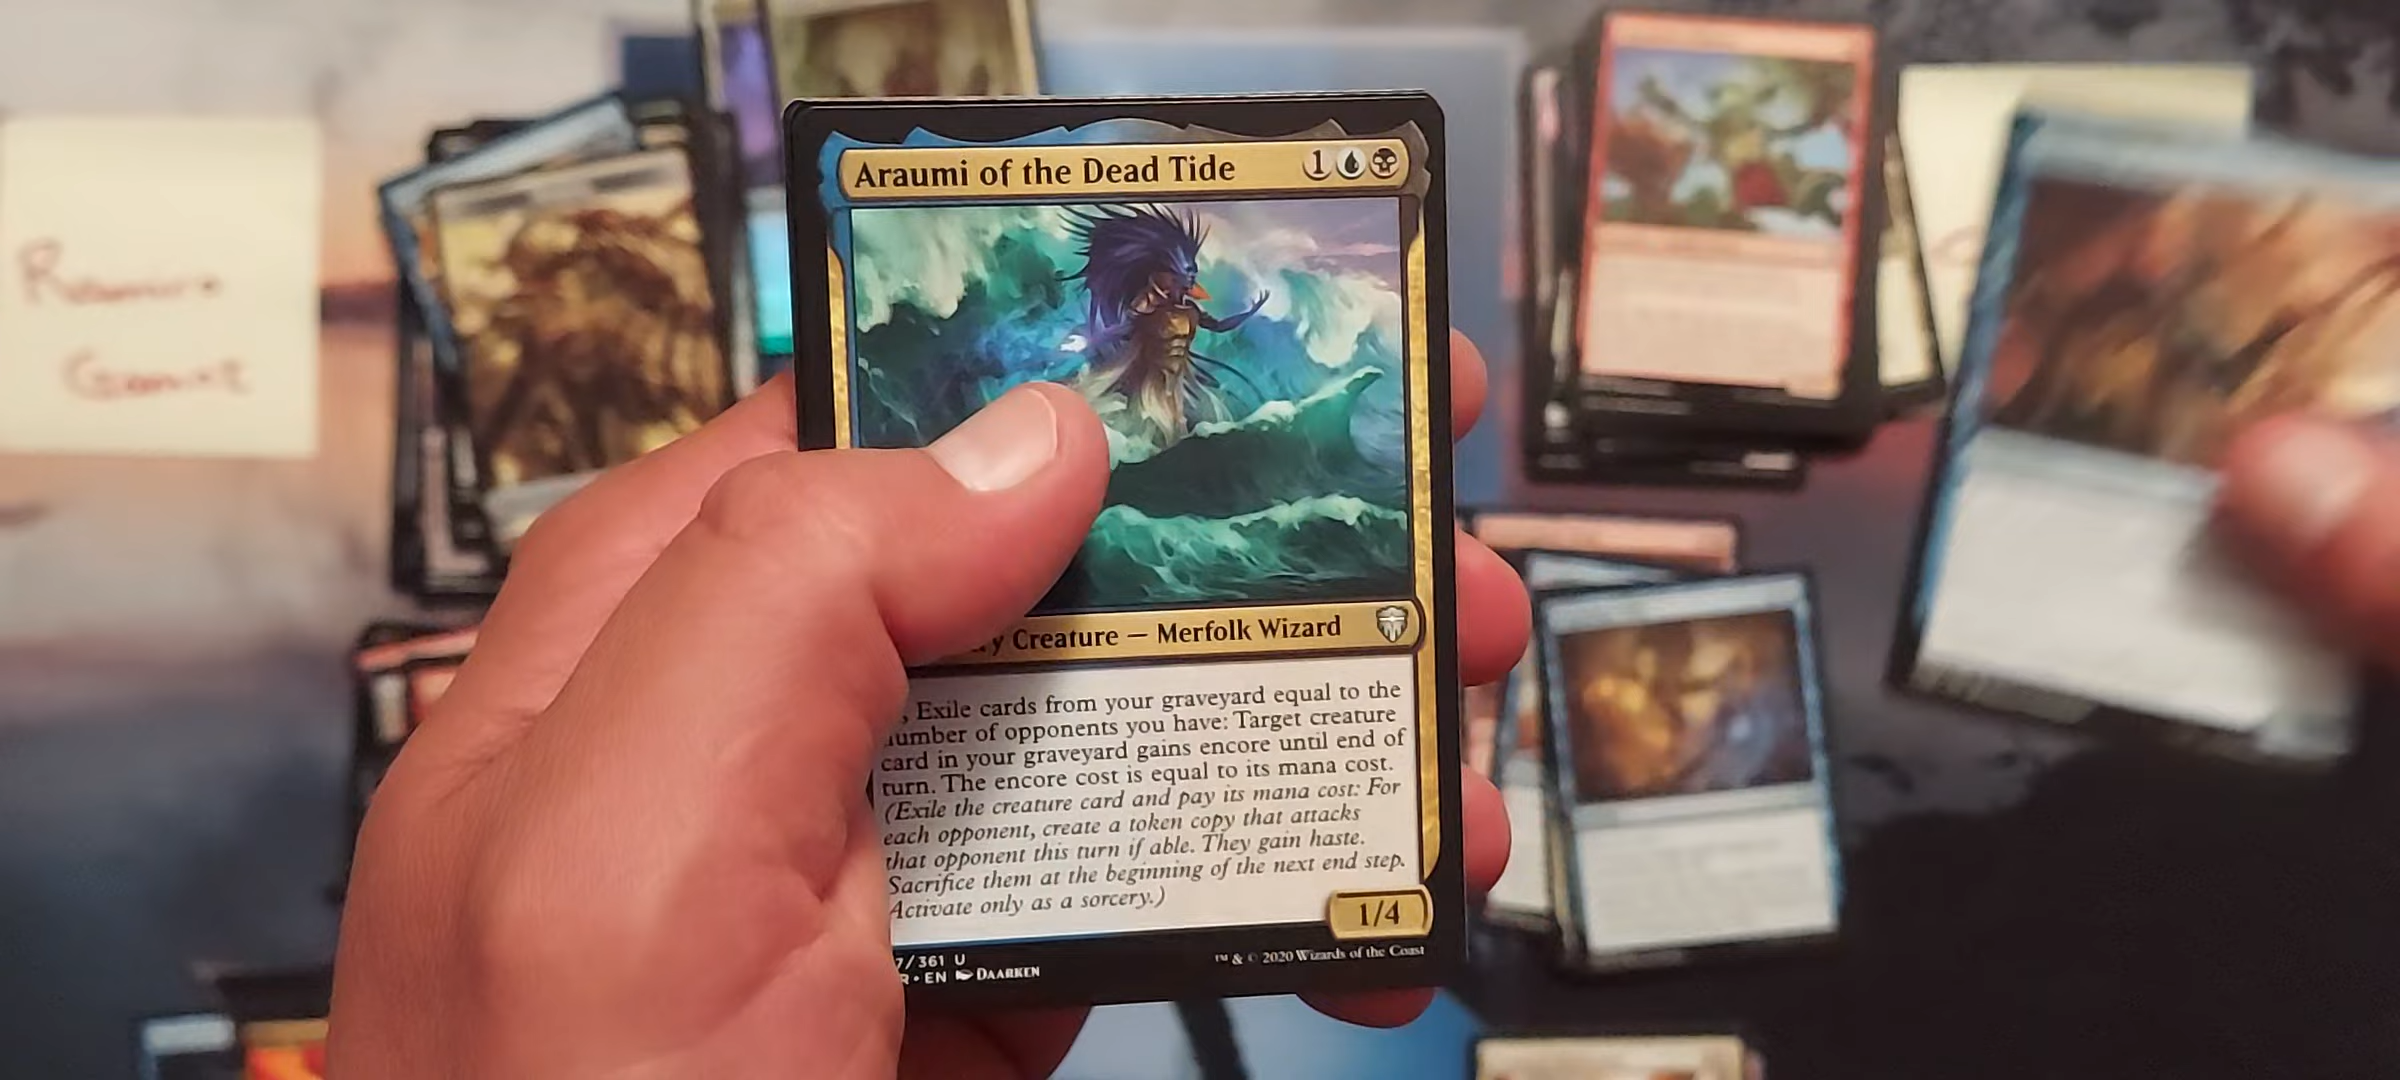 Araumi of the Dead Tide 1
Creature — Merfolk Wizard
, Exile cards from your graveyard equal to the
number of opponents you have: Target creature
card in your graveyard gains encore until end of
turn. The encore cost is equal to its mana cost.
(Exile the creature card and pay its mana cost: For
each opponent, create a token copy that attacks
that opponent this turn if able. They gain haste.
Sacrifice them at the beginning of the next end step.
Activate only as a sorcery.)
1/4
7/361 U
R • EN DAARKEN
™ & © 2020 Wizards of the Coast